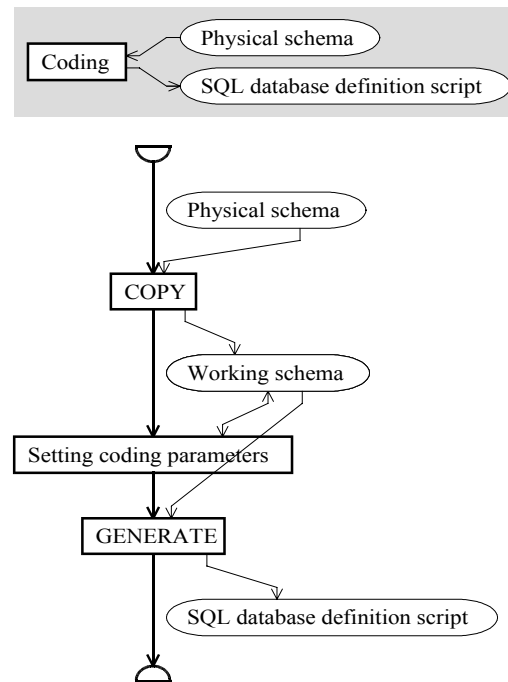 Physical schema
Coding
SQL database definition script
Physical schema
COPY
Working schema
Setting coding parameters
GENERATE
SQL database definition script